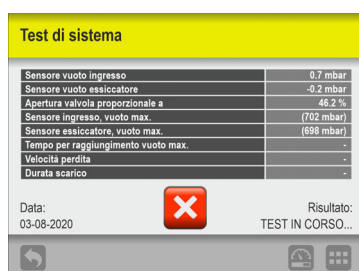 Test di sistema
Sensore vuoto ingresso 0.7 mbar
Sensore vuoto essiccatore -0.2 mbar
Apertura valvola proporzionale a 46.2 %
Sensore ingresso, vuoto max. (702 mbar)
Sensore essiccatore, vuoto max. (698 mbar)
Tempo per raggiungimento vuoto max. -
Velocità perdita -
Durata scarico -
Data: Risultato:
03-08-2020 TEST IN CORSO...